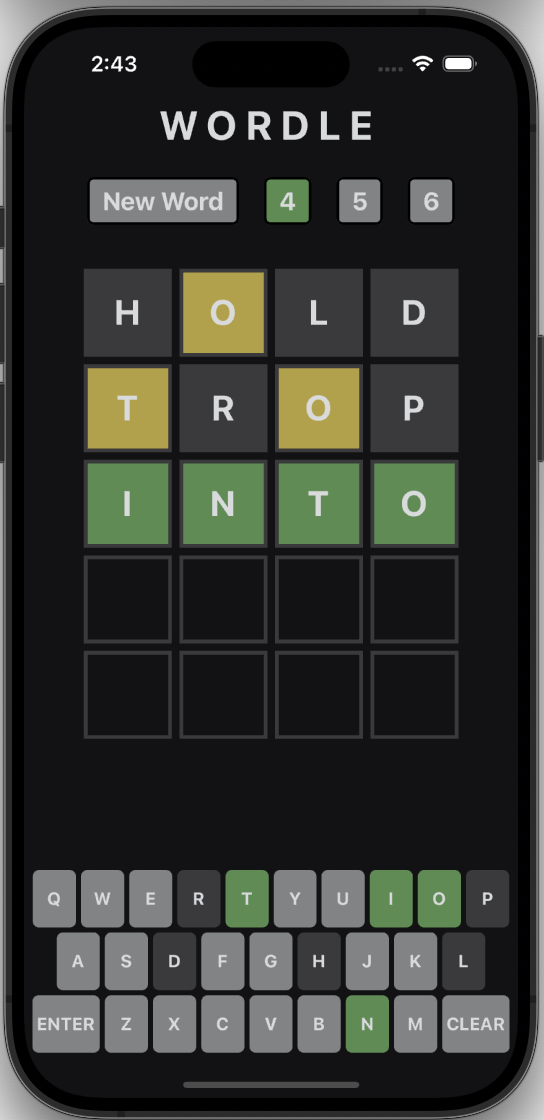 2:43
WORDLE
New Word 4 5 6
H O L D
T R O P
I N T O
Q W E R T Y U I O P
A S D F G H J K L
ENTER Z X C V B N M CLEAR